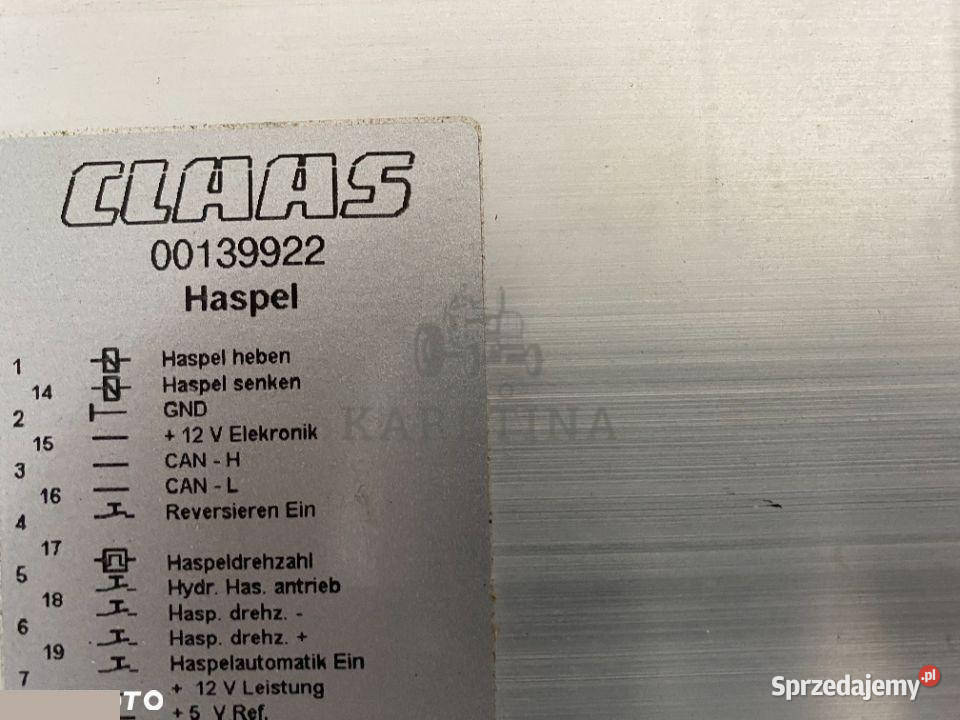 CLAAS
00139922
Haspel
1 Haspel heben
14 Haspel senken
2 GND
15 + 12 V Elekronik
3 CAN - H
16 CAN - L
4 Reversieren Ein
17 Haspeldrehzahl
5 Hydr. Has. antrieb
18 Hasp. drehz. -
6 Hasp. drehz. +
19 Haspelautomatik Ein
7 + 12 V Leistung
+ 5 V Ref.
Sprzedajemy.pl